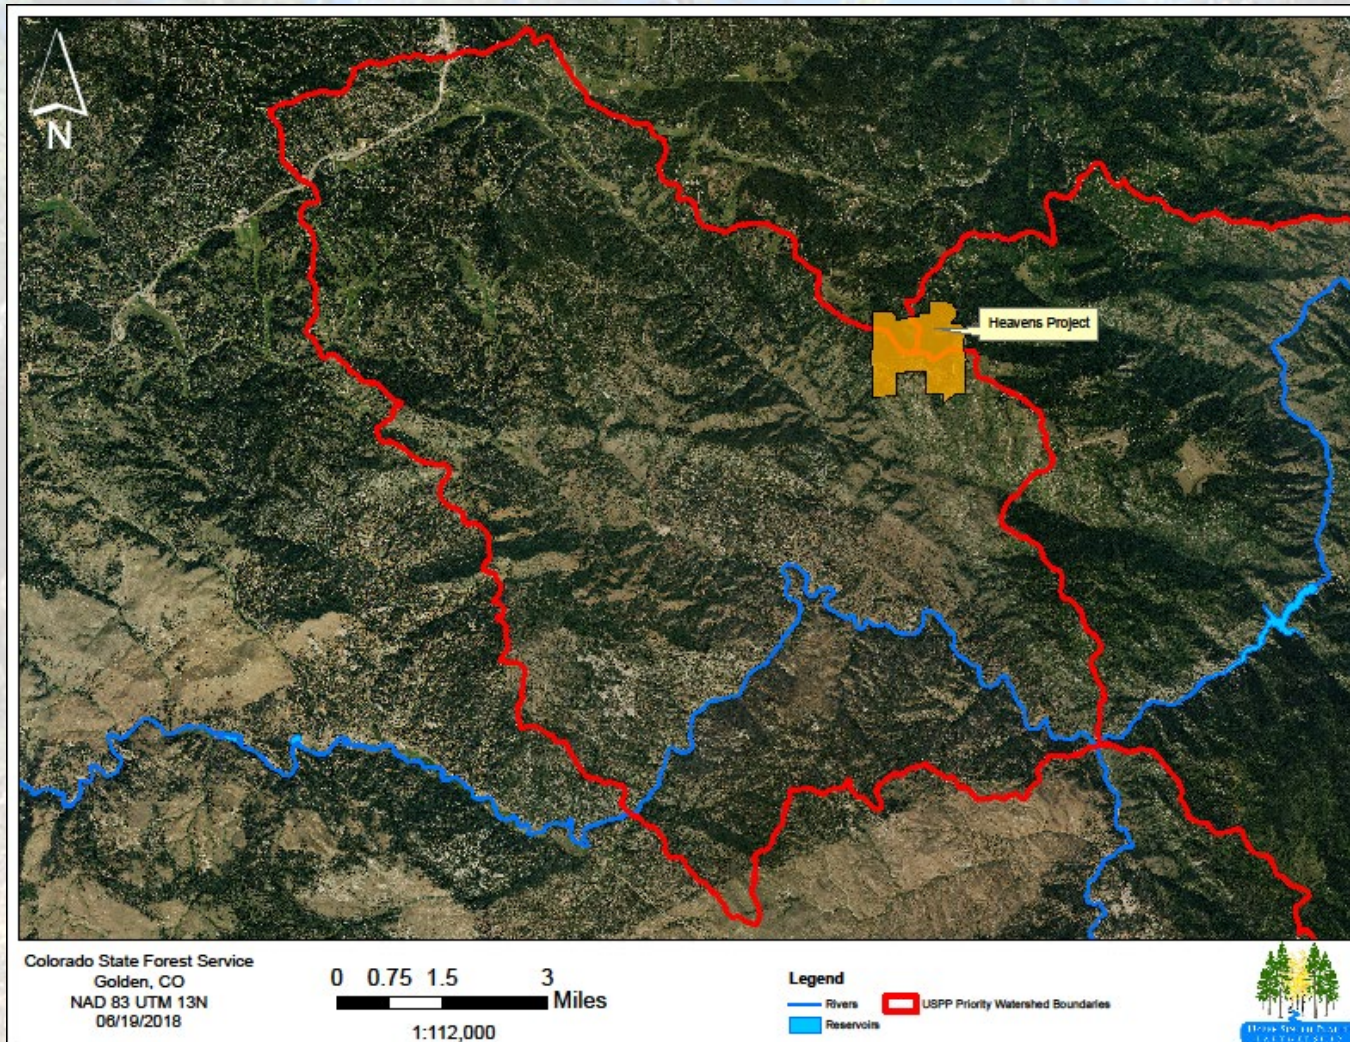 N
Heavens Project
Colorado State Forest Service
Golden, CO
NAD 83 UTM 13N
06/19/2018
0 0.75 1.5 3
Miles
1:112,000
Legend
Rivers
Reservoirs
USPP Priority Watershed Boundaries